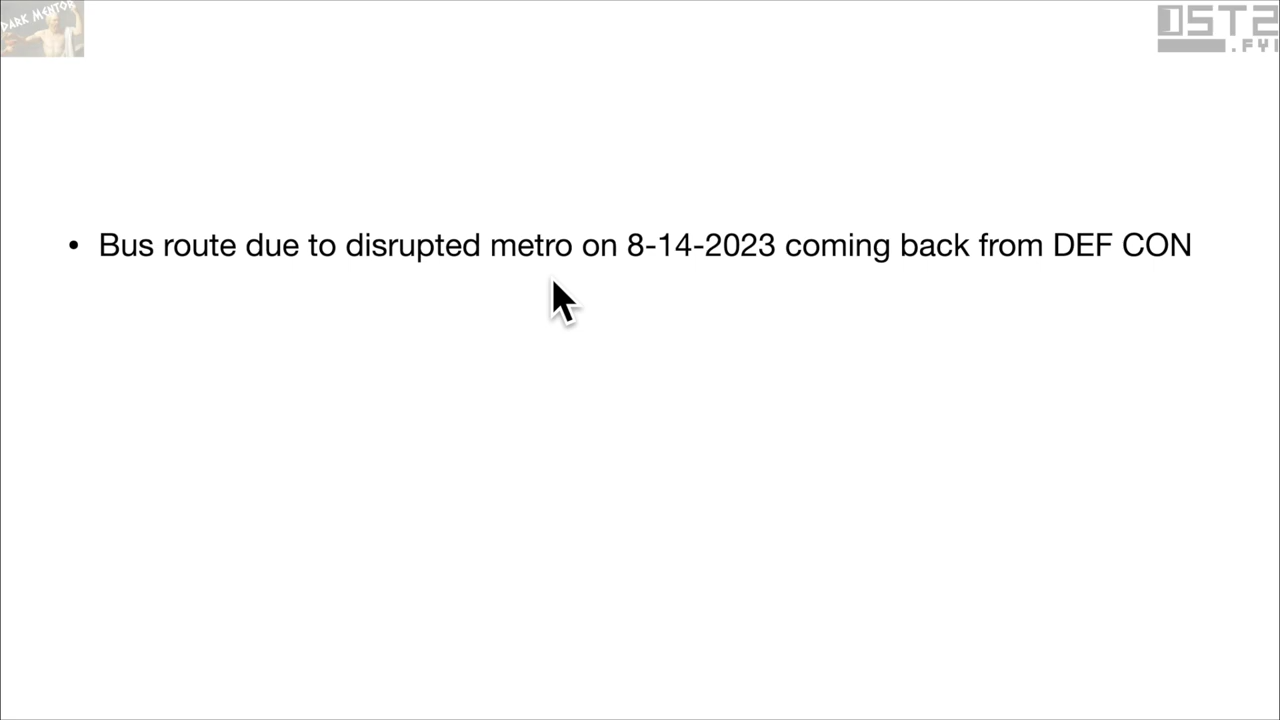 DARK MENTOR
OST2
.FYI
• Bus route due to disrupted metro on 8-14-2023 coming back from DEF CON